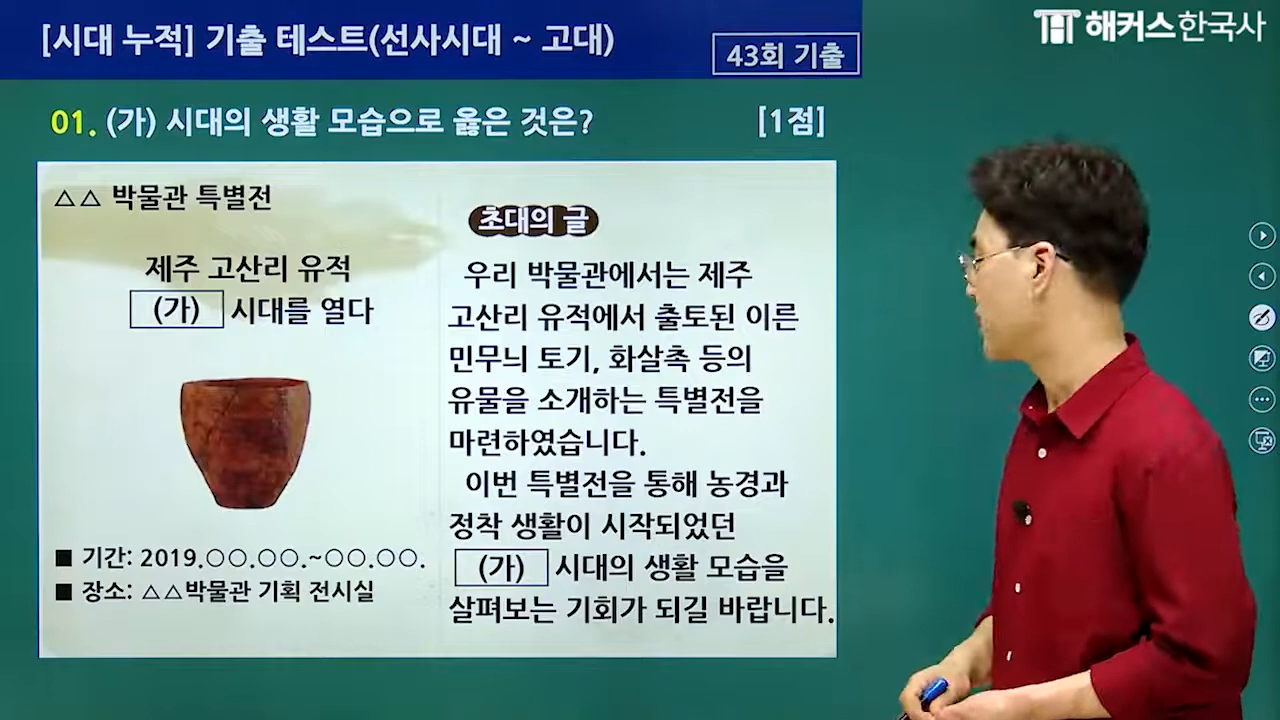 [시대 누적] 기출 테스트(선사시대 ~ 고대)
43회 기출
해커스한국사
01. (가) 시대의 생활 모습으로 옳은 것은? [1점]
△△ 박물관 특별전
제주 고산리 유적
(가) 시대를 열다
■ 기간: 2019.○○.○○.~○○.○○.
■ 장소: △△박물관 기획 전시실
초대의 글
우리 박물관에서는 제주
고산리 유적에서 출토된 이른
민무늬 토기, 화살촉 등의
유물을 소개하는 특별전을
마련하였습니다.
이번 특별전을 통해 농경과
정착 생활이 시작되었던
(가) 시대의 생활 모습을
살펴보는 기회가 되길 바랍니다.